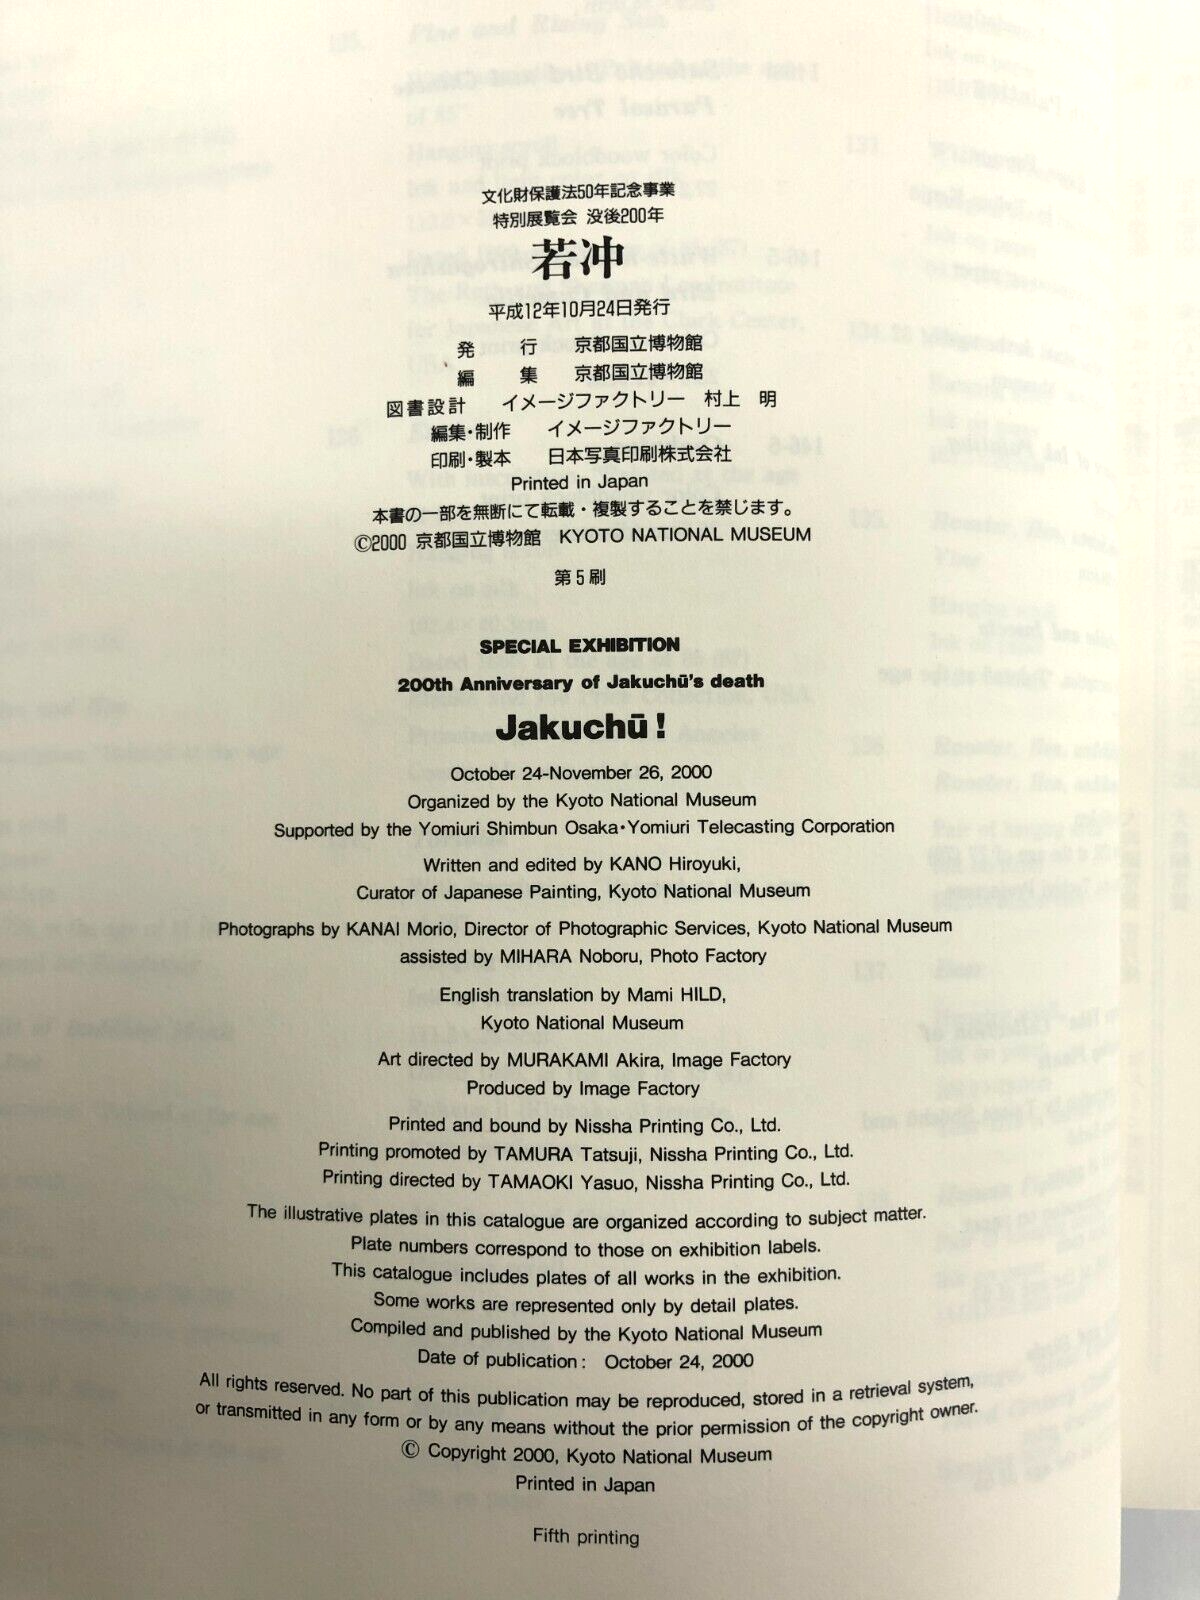 文化財保護法50年記念事業
特別展覧会 没後200年
若冲
平成12年10月24日発行
発 行 京都国立博物館
編 集 京都国立博物館
図書設計 イメージファクトリー 村上 明
編集・制作 イメージファクトリー
印刷・製本 日本写真印刷株式会社
Printed in Japan
本書の一部を無断にて転載・複製することを禁じます。
©2000 京都国立博物館 KYOTO NATIONAL MUSEUM
第5刷
SPECIAL EXHIBITION
200th Anniversary of Jakuchū's death
Jakuchū!
October 24-November 26, 2000
Organized by the Kyoto National Museum
Supported by the Yomiuri Shimbun Osaka・Yomiuri Telecasting Corporation
Written and edited by KANO Hiroyuki,
Curator of Japanese Painting, Kyoto National Museum
Photographs by KANAI Morio, Director of Photographic Services, Kyoto National Museum
assisted by MIHARA Noboru, Photo Factory
English translation by Mami HILD,
Kyoto National Museum
Art directed by MURAKAMI Akira, Image Factory
Produced by Image Factory
Printed and bound by Nissha Printing Co., Ltd.
Printing promoted by TAMURA Tatsuji, Nissha Printing Co., Ltd.
Printing directed by TAMAOKI Yasuo, Nissha Printing Co., Ltd.
The illustrative plates in this catalogue are organized according to subject matter.
Plate numbers correspond to those on exhibition labels.
This catalogue includes plates of all works in the exhibition.
Some works are represented only by detail plates.
Compiled and published by the Kyoto National Museum
Date of publication: October 24, 2000
All rights reserved. No part of this publication may be reproduced, stored in a retrieval system,
or transmitted in any form or by any means without the prior permission of the copyright owner.
© Copyright 2000, Kyoto National Museum
Printed in Japan
Fifth printing